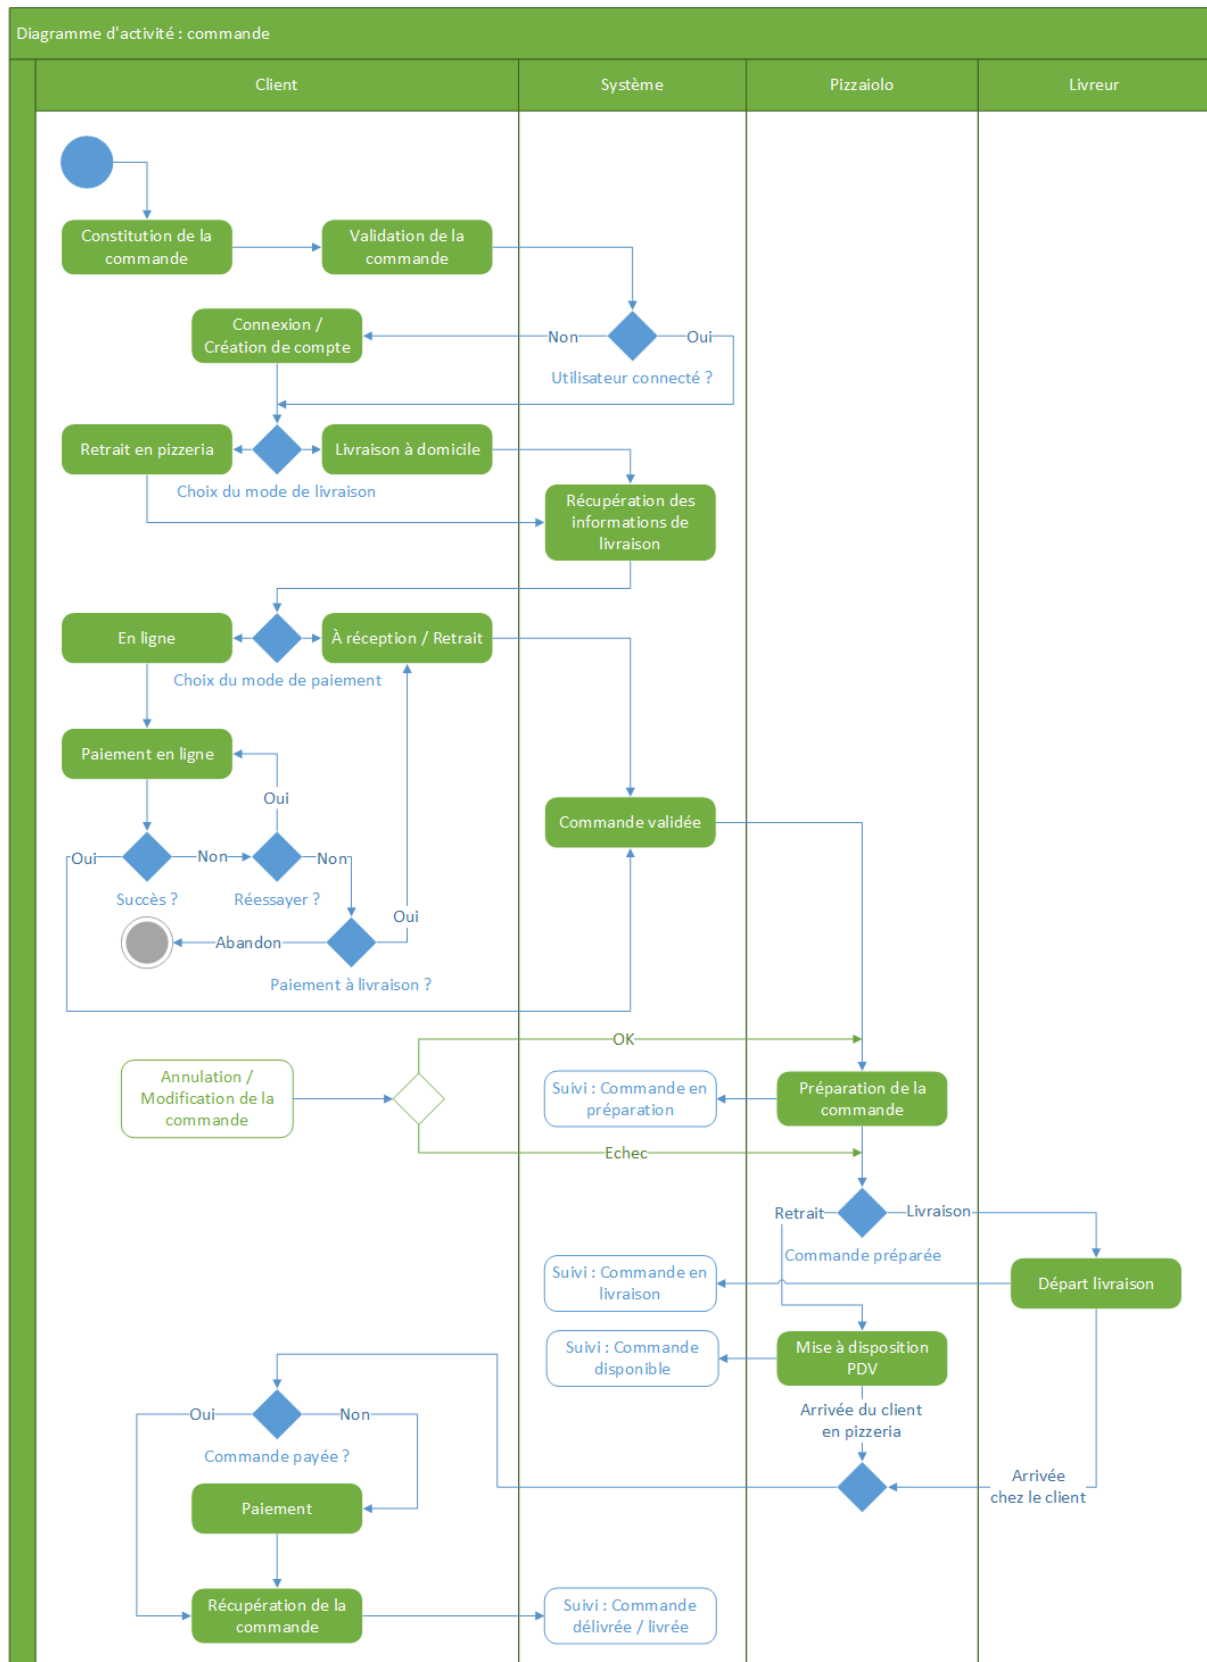 Diagramme d'activité : commande
Client
Système
Pizzaiolo
Livreur
Constitution de la
commande
Validation de la
commande
Connexion /
Création de compte
Non
Oui
Utilisateur connecté ?
Retrait en pizzeria
Livraison à domicile
Choix du mode de livraison
Récupération des
informations de
livraison
En ligne
À réception / Retrait
Choix du mode de paiement
Paiement en ligne
Oui
Commande validée
Oui
Non
Non
Succès ?
Réessayer ?
Oui
Abandon
Paiement à livraison ?
OK
Annulation /
Modification de la
commande
Suivi : Commande en
préparation
Préparation de la
commande
Echec
Retrait
Livraison
Commande préparée
Suivi : Commande en
livraison
Départ livraison
Suivi : Commande
disponible
Mise à disposition
PDV
Oui
Non
Arrivée du client
en pizzeria
Commande payée ?
Arrivée
chez le client
Paiement
Récupération de la
commande
Suivi : Commande
délivrée / livrée